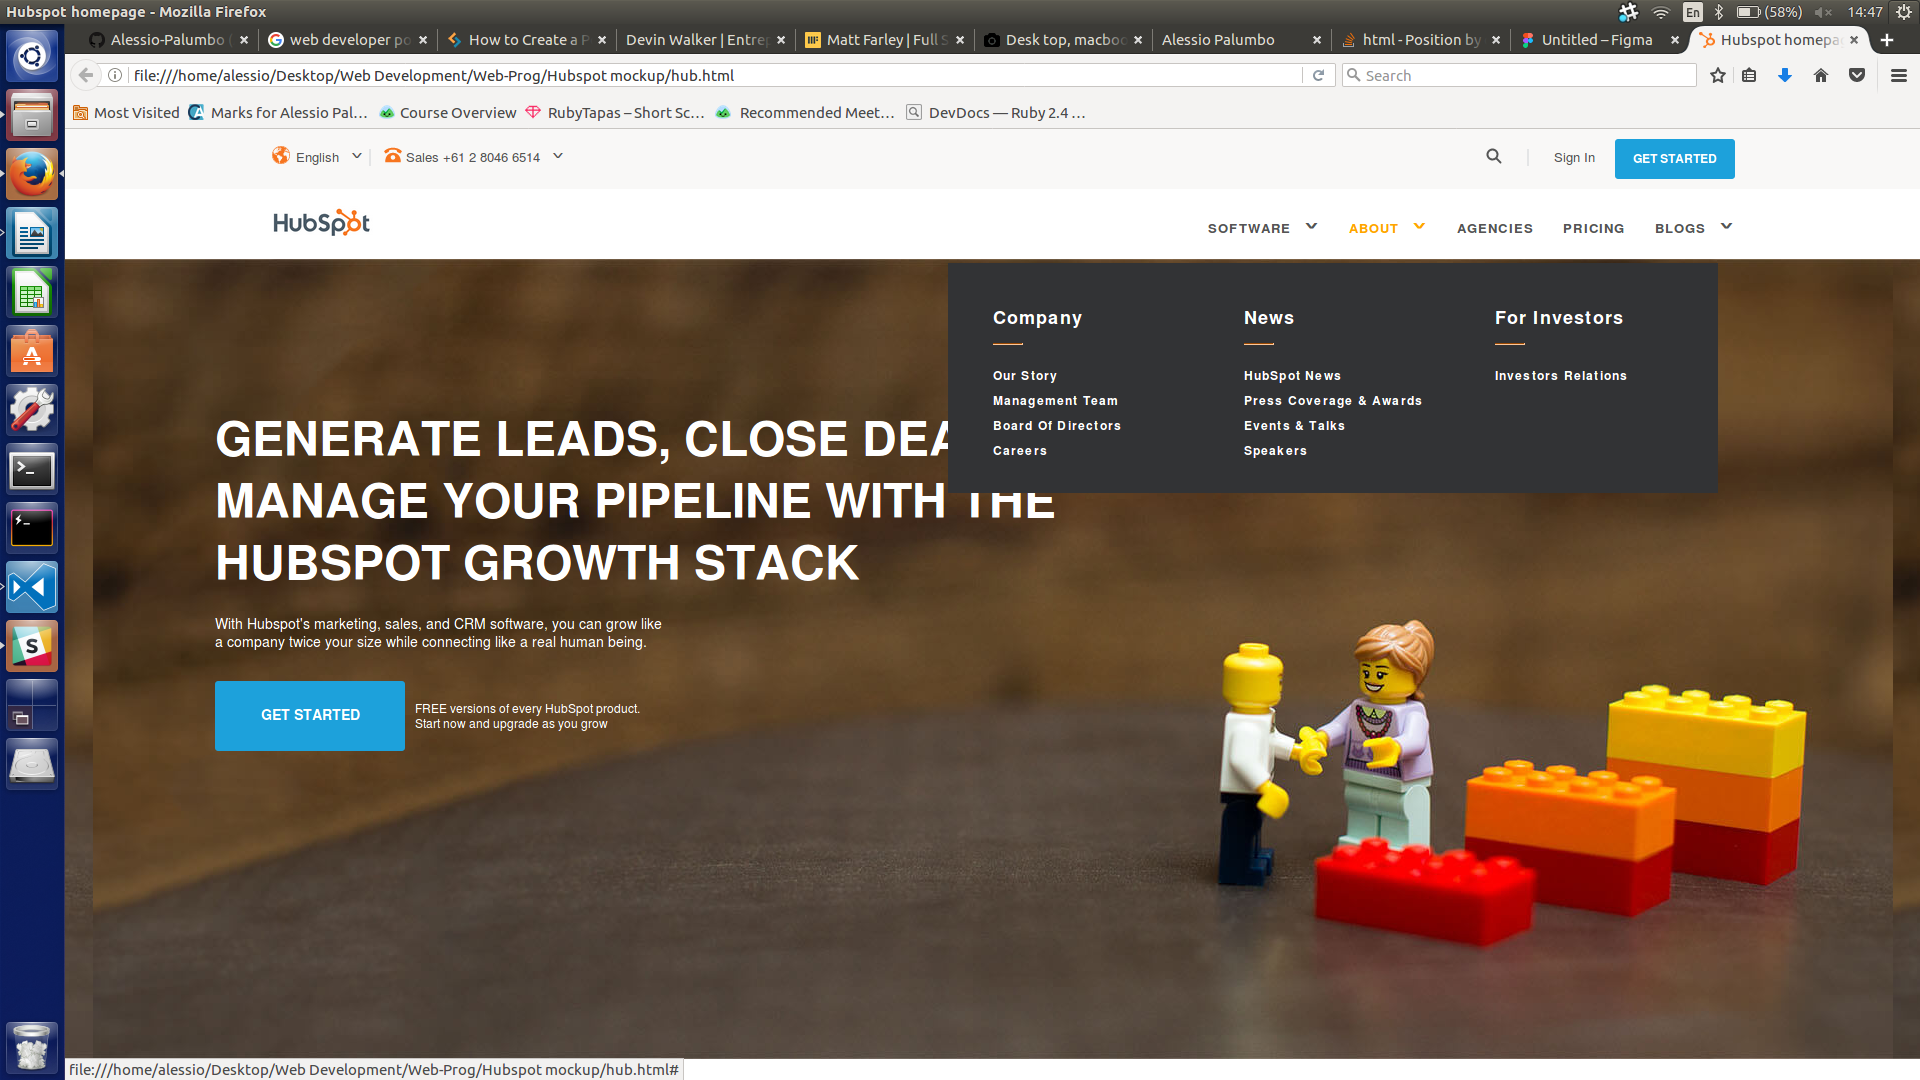 Hubspot homepage - Mozilla Firefox
En (58%) 14:47
Alessio-Palumbo ( web developer po How to Create a P Devin Walker | Entrep Matt Farley | Full S Desk top, macboo Alessio Palumbo html - Position by Untitled – Figma Hubspot homepa
file:///home/alessio/Desktop/Web Development/Web-Prog/Hubspot mockup/hub.html Search
Most Visited Marks for Alessio Pal... Course Overview RubyTapas – Short Sc... Recommended Meet... DevDocs — Ruby 2.4 ...
English Sales +61 2 8046 6514 Sign In GET STARTED
HubSpot SOFTWARE ABOUT AGENCIES PRICING BLOGS
Company
Our Story
Management Team
Board Of Directors
Careers
News
HubSpot News
Press Coverage & Awards
Events & Talks
Speakers
For Investors
Investors Relations
GENERATE LEADS, CLOSE DEA
MANAGE YOUR PIPELINE WITH THE
HUBSPOT GROWTH STACK
With Hubspot's marketing, sales, and CRM software, you can grow like
a company twice your size while connecting like a real human being.
GET STARTED
FREE versions of every HubSpot product.
Start now and upgrade as you grow
file:///home/alessio/Desktop/Web Development/Web-Prog/Hubspot mockup/hub.html#